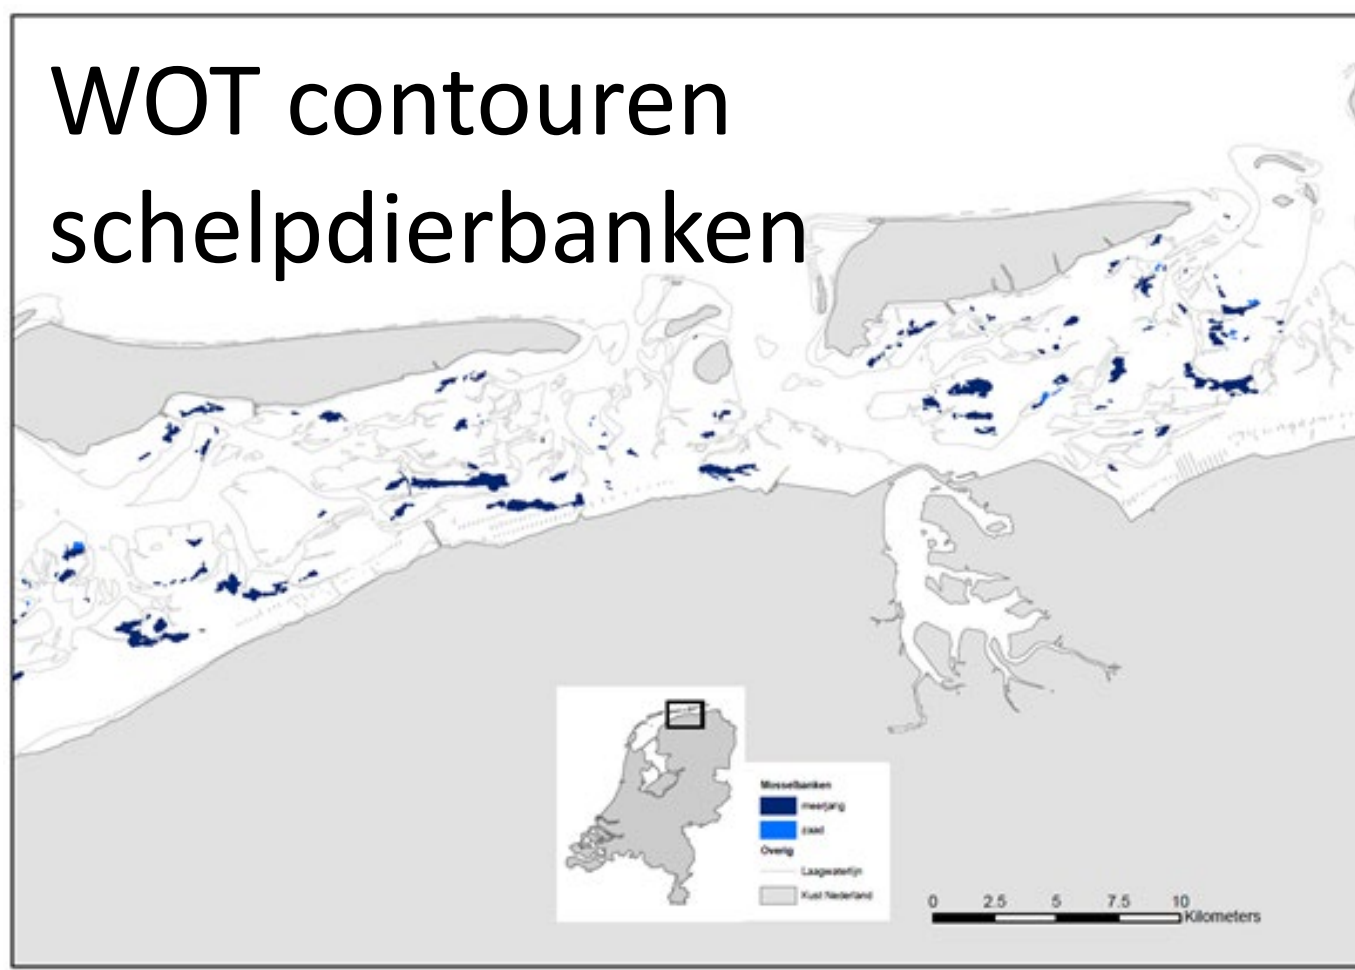 WOT contouren
schelpdierbanken
Mosselbanken
meerjarig
zaad
Overig
Laagwaterlijn
Kust Nederland
0 2.5 5 7.5 10
Kilometers